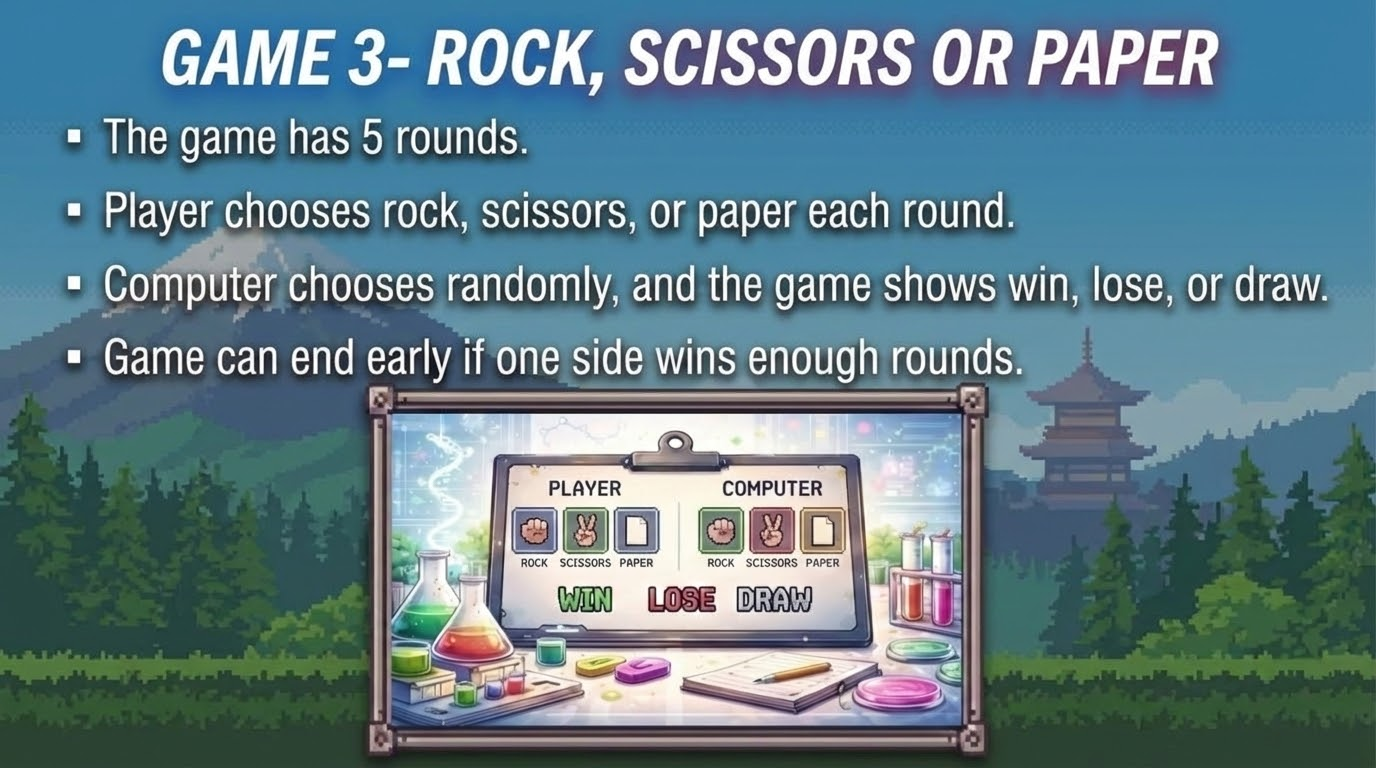 GAME 3- ROCK, SCISSORS OR PAPER
▪ The game has 5 rounds.
▪ Player chooses rock, scissors, or paper each round.
▪ Computer chooses randomly, and the game shows win, lose, or draw.
▪ Game can end early if one side wins enough rounds.
PLAYER COMPUTER
ROCK SCISSORS PAPER ROCK SCISSORS PAPER
WIN LOSE DRAW